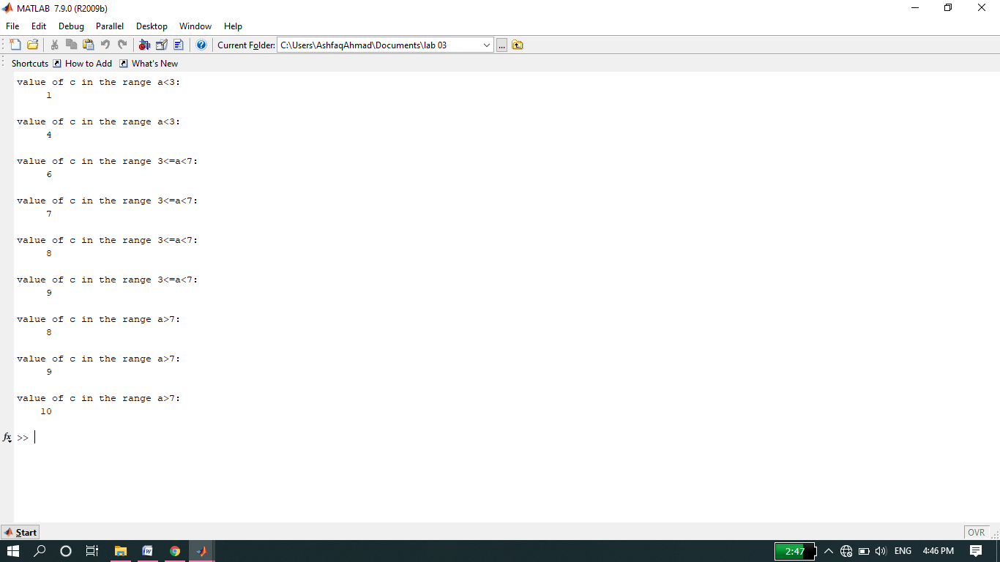 MATLAB 7.9.0 (R2009b)
File Edit Debug Parallel Desktop Window Help
Current Folder: C:\Users\AshfaqAhmad\Documents\lab 03 ...
Shortcuts How to Add What's New
value of c in the range a<3:
1
value of c in the range a<3:
4
value of c in the range 3<=a<7:
6
value of c in the range 3<=a<7:
7
value of c in the range 3<=a<7:
8
value of c in the range 3<=a<7:
9
value of c in the range a>7:
8
value of c in the range a>7:
9
value of c in the range a>7:
10
fx >>
Start OVR
2:47 ENG 4:46 PM